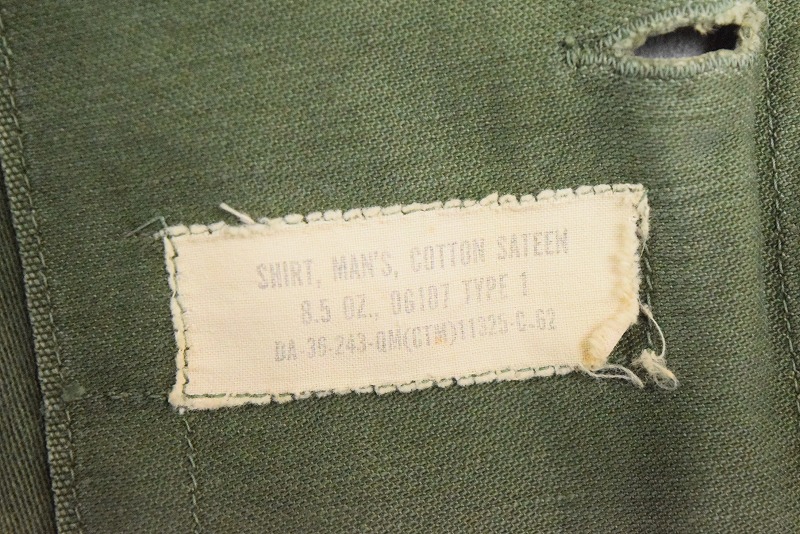 SHIRT, MAN'S, COTTON SATEEN
8.5 OZ., OG107 TYPE 1
DA-36-243-QM(CTM)11325-C-62